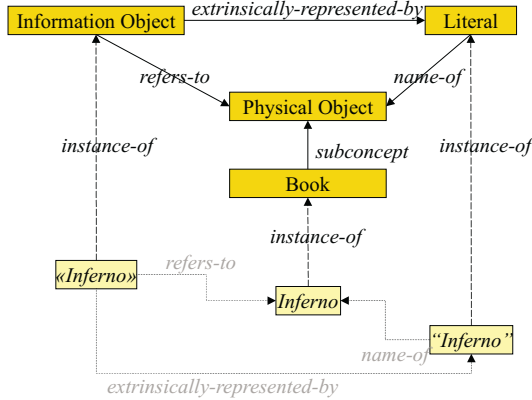 extrinsically-represented-by
Information Object
Literal
refers-to
name-of
Physical Object
instance-of
instance-of
subconcept
Book
instance-of
refers-to
«Inferno»
Inferno
“Inferno”
name-of
extrinsically-represented-by